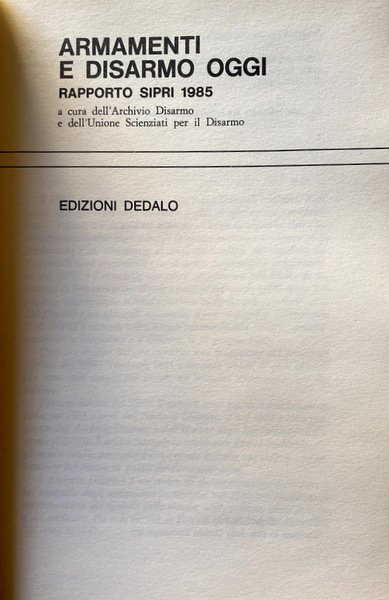 ARMAMENTI
E DISARMO OGGI
RAPPORTO SIPRI 1985
a cura dell'Archivio Disarmo
e dell'Unione Scienziati per il Disarmo
EDIZIONI DEDALO